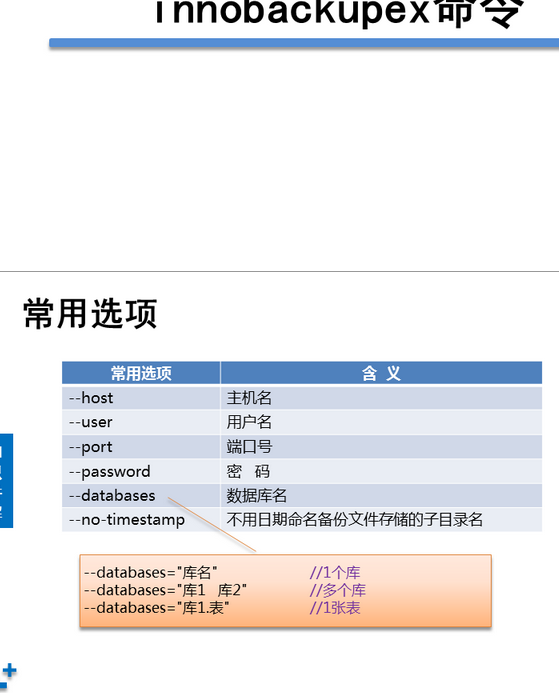 innobackupex命令
常用选项
常用选项 含 义
--host 主机名
--user 用户名
--port 端口号
--password 密 码
--databases 数据库名
--no-timestamp 不用日期命名备份文件存储的子目录名
--databases="库名" //1个库
--databases="库1 库2" //多个库
--databases="库1.表" //1张表